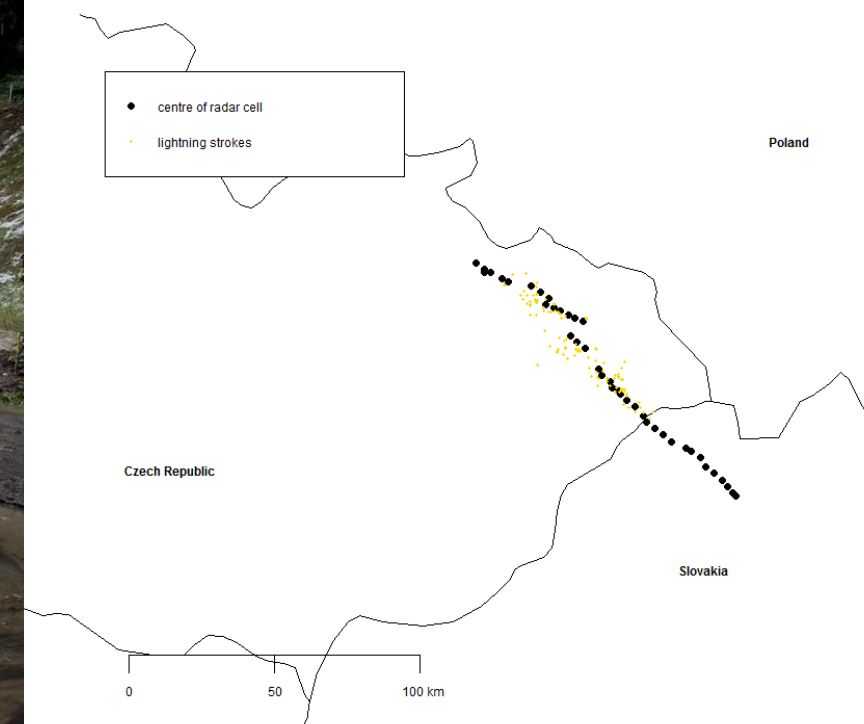 centre of radar cell
lightning strokes
Poland
Czech Republic
Slovakia
0 50 100 km